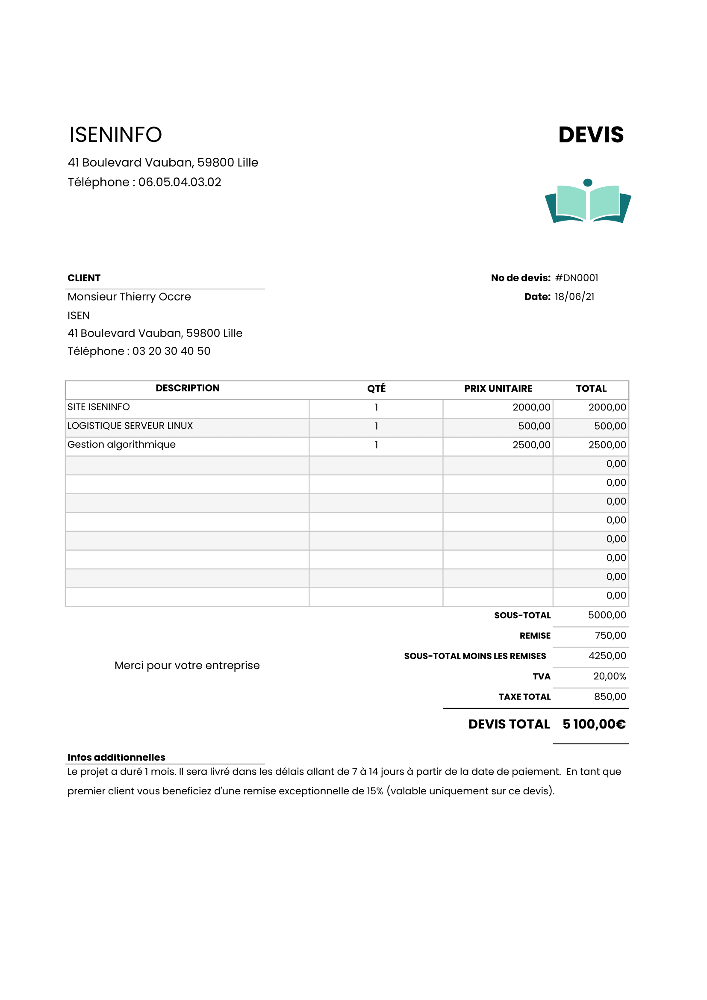 ISENINFO
DEVIS
41 Boulevard Vauban, 59800 Lille
Téléphone : 06.05.04.03.02
CLIENT
No de devis: #DN0001
Monsieur Thierry Occre
Date: 18/06/21
ISEN
41 Boulevard Vauban, 59800 Lille
Téléphone : 03 20 30 40 50
DESCRIPTION QTÉ PRIX UNITAIRE TOTAL
SITE ISENINFO 1 2000,00 2000,00
LOGISTIQUE SERVEUR LINUX 1 500,00 500,00
Gestion algorithmique 1 2500,00 2500,00
0,00
0,00
0,00
0,00
0,00
0,00
0,00
0,00
SOUS-TOTAL 5000,00
REMISE 750,00
SOUS-TOTAL MOINS LES REMISES 4250,00
Merci pour votre entreprise
TVA 20,00%
TAXE TOTAL 850,00
DEVIS TOTAL 5 100,00€
Infos additionnelles
Le projet a duré 1 mois. Il sera livré dans les délais allant de 7 à 14 jours à partir de la date de paiement.  En tant que
premier client vous beneficiez d'une remise exceptionnelle de 15% (valable uniquement sur ce devis).